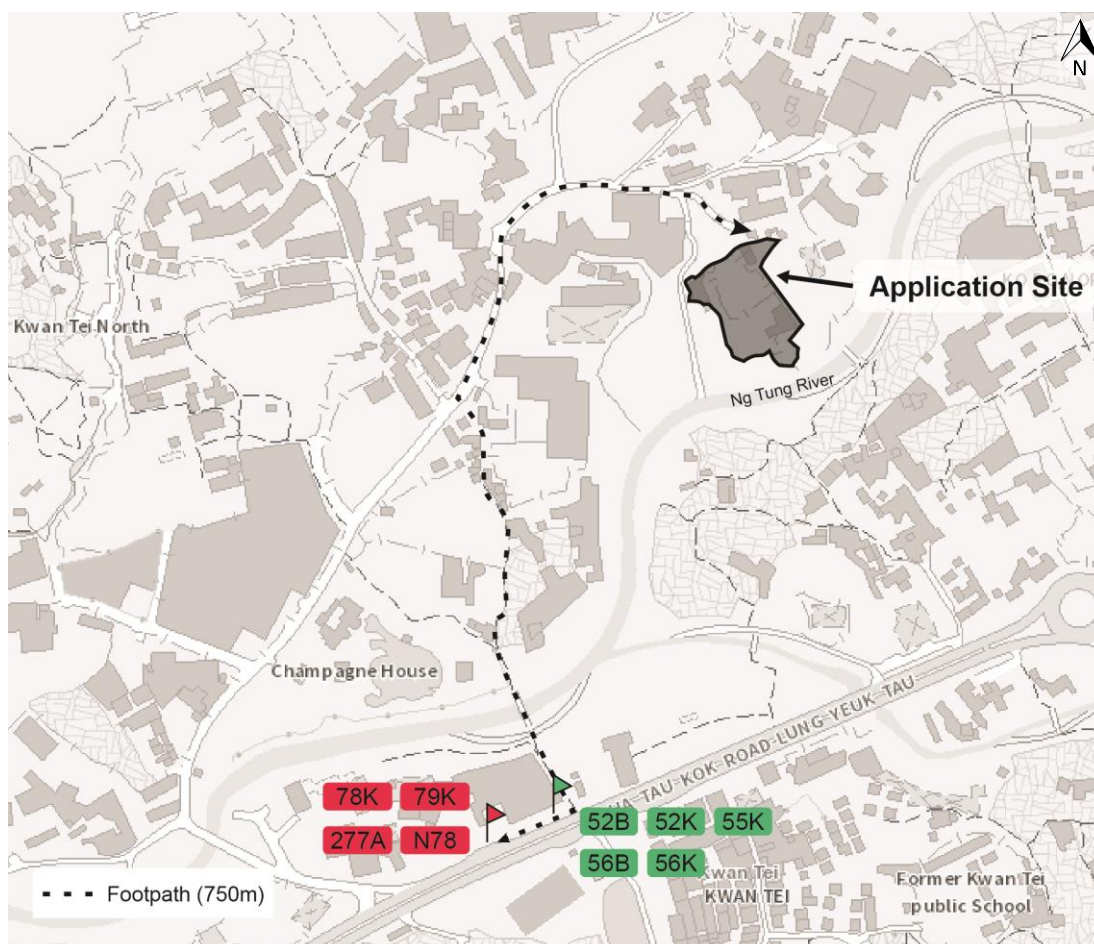 N
Application Site
Kwan Tei North
Ng Tung River
Champagne House
TAU-KOK-ROAD-LUNG-YEUK-TAU
78K 79K
277A N78
52B 52K 55K
56B 56K
Kwan Tei
KWAN TEI
Former Kwan Tei
public School
Footpath (750m)